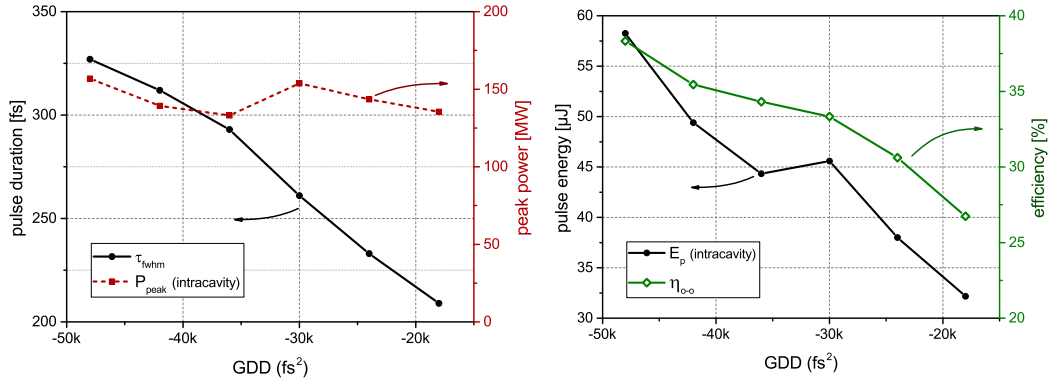 350
300
250
200
pulse duration [fs]
200
150
100
50
0
peak power [MW]
τfwhm
Ppeak (intracavity)
-50k -40k -30k -20k
GDD (fs²)
60
55
50
45
40
35
30
pulse energy [µJ]
40
35
30
25
20
efficiency [%]
Ep (intracavity)
ηo-o
-50k -40k -30k -20k
GDD (fs²)